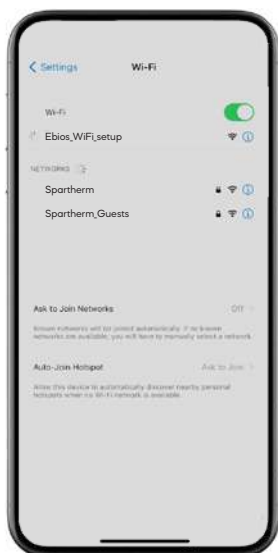 Settings
Wi-Fi
Wi-Fi
Ebios_WiFi_setup
NETWORKS
Spartherm
Spartherm_Guests
Ask to Join Networks Off
Known networks will be joined automatically. If no known
networks are available, you will have to manually select a network.
Auto-Join Hotspot Ask to Join
Allow this device to automatically discover nearby personal
hotspots when no Wi-Fi network is available.